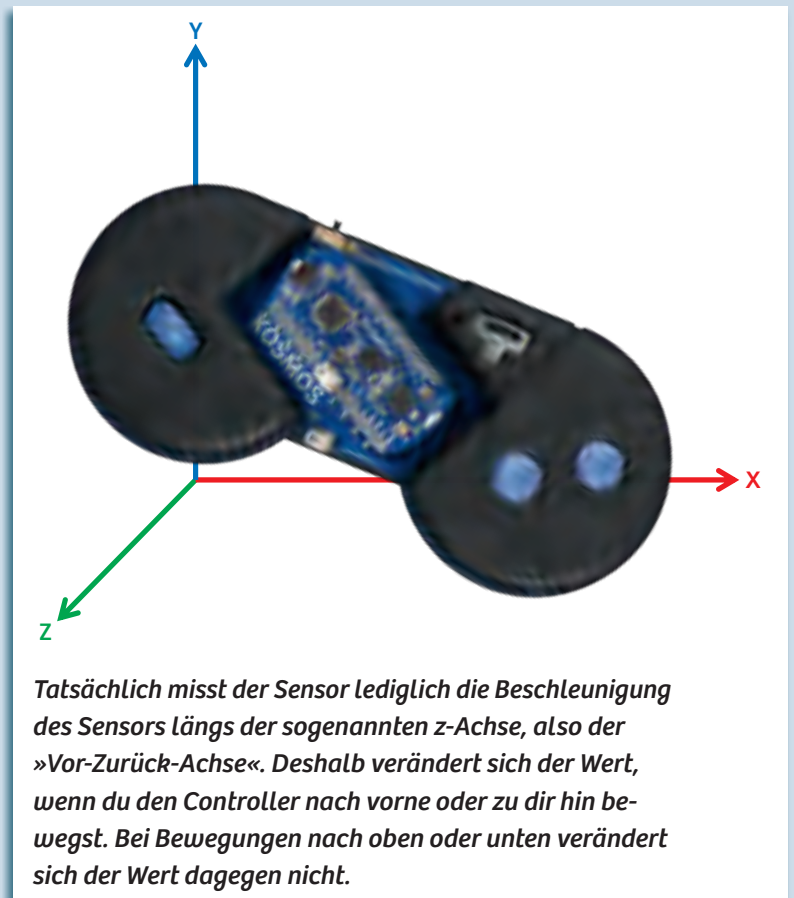 Y
KOSMOS
X
Z
Tatsächlich misst der Sensor lediglich die Beschleunigung
des Sensors längs der sogenannten z-Achse, also der
»Vor-Zurück-Achse«. Deshalb verändert sich der Wert,
wenn du den Controller nach vorne oder zu dir hin be-
wegst. Bei Bewegungen nach oben oder unten verändert
sich der Wert dagegen nicht.